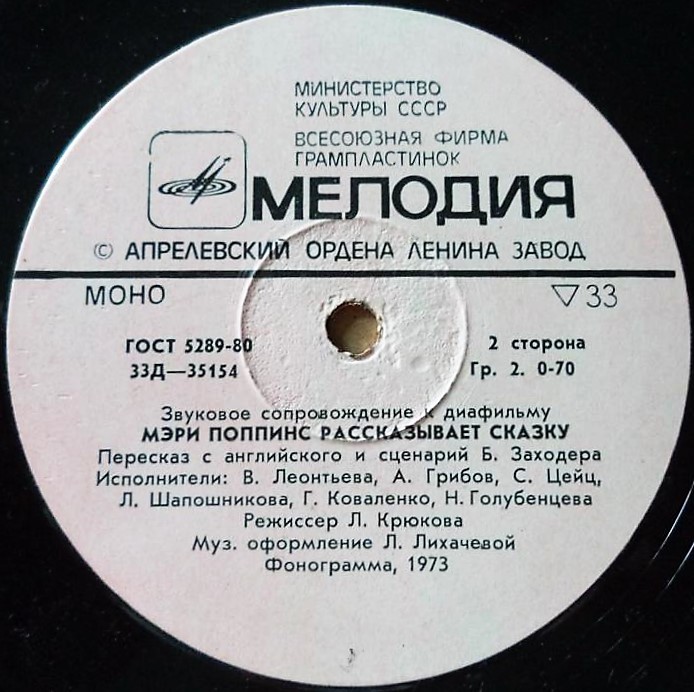 МИНИСТЕРСТВО
КУЛЬТУРЫ СССР
ВСЕСОЮЗНАЯ ФИРМА
ГРАМПЛАСТИНОК
МЕЛОДИЯ
© АПРЕЛЕВСКИЙ ОРДЕНА ЛЕНИНА ЗАВОД
МОНО ▽33
ГОСТ 5289-80 2 сторона
33Д—35154 Гр. 2. 0-70
Звуковое сопровождение к диафильму
МЭРИ ПОППИНС РАССКАЗЫВАЕТ СКАЗКУ
Пересказ с английского и сценарий Б. Заходера
Исполнители: В. Леонтьева, А. Грибов, С. Цейц,
Л. Шапошникова, Г. Коваленко, Н. Голубенцева
Режиссер Л. Крюкова
Муз. оформление Л. Лихачевой
Фонограмма, 1973